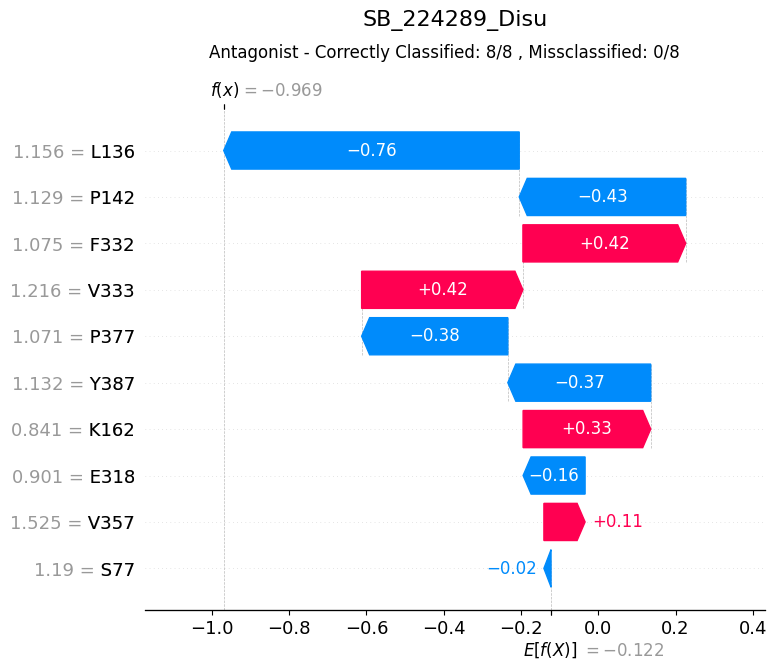 SB_224289_Disu
Antagonist - Correctly Classified: 8/8 , Missclassified: 0/8
f(x) = −0.969
1.156 = L136 −0.76
1.129 = P142 −0.43
1.075 = F332 +0.42
1.216 = V333 +0.42
1.071 = P377 −0.38
1.132 = Y387 −0.37
0.841 = K162 +0.33
0.901 = E318 −0.16
1.525 = V357 +0.11
1.19 = S77 −0.02
−1.0 −0.8 −0.6 −0.4 −0.2 0.0 0.2 0.4
E[f(X)] = −0.122